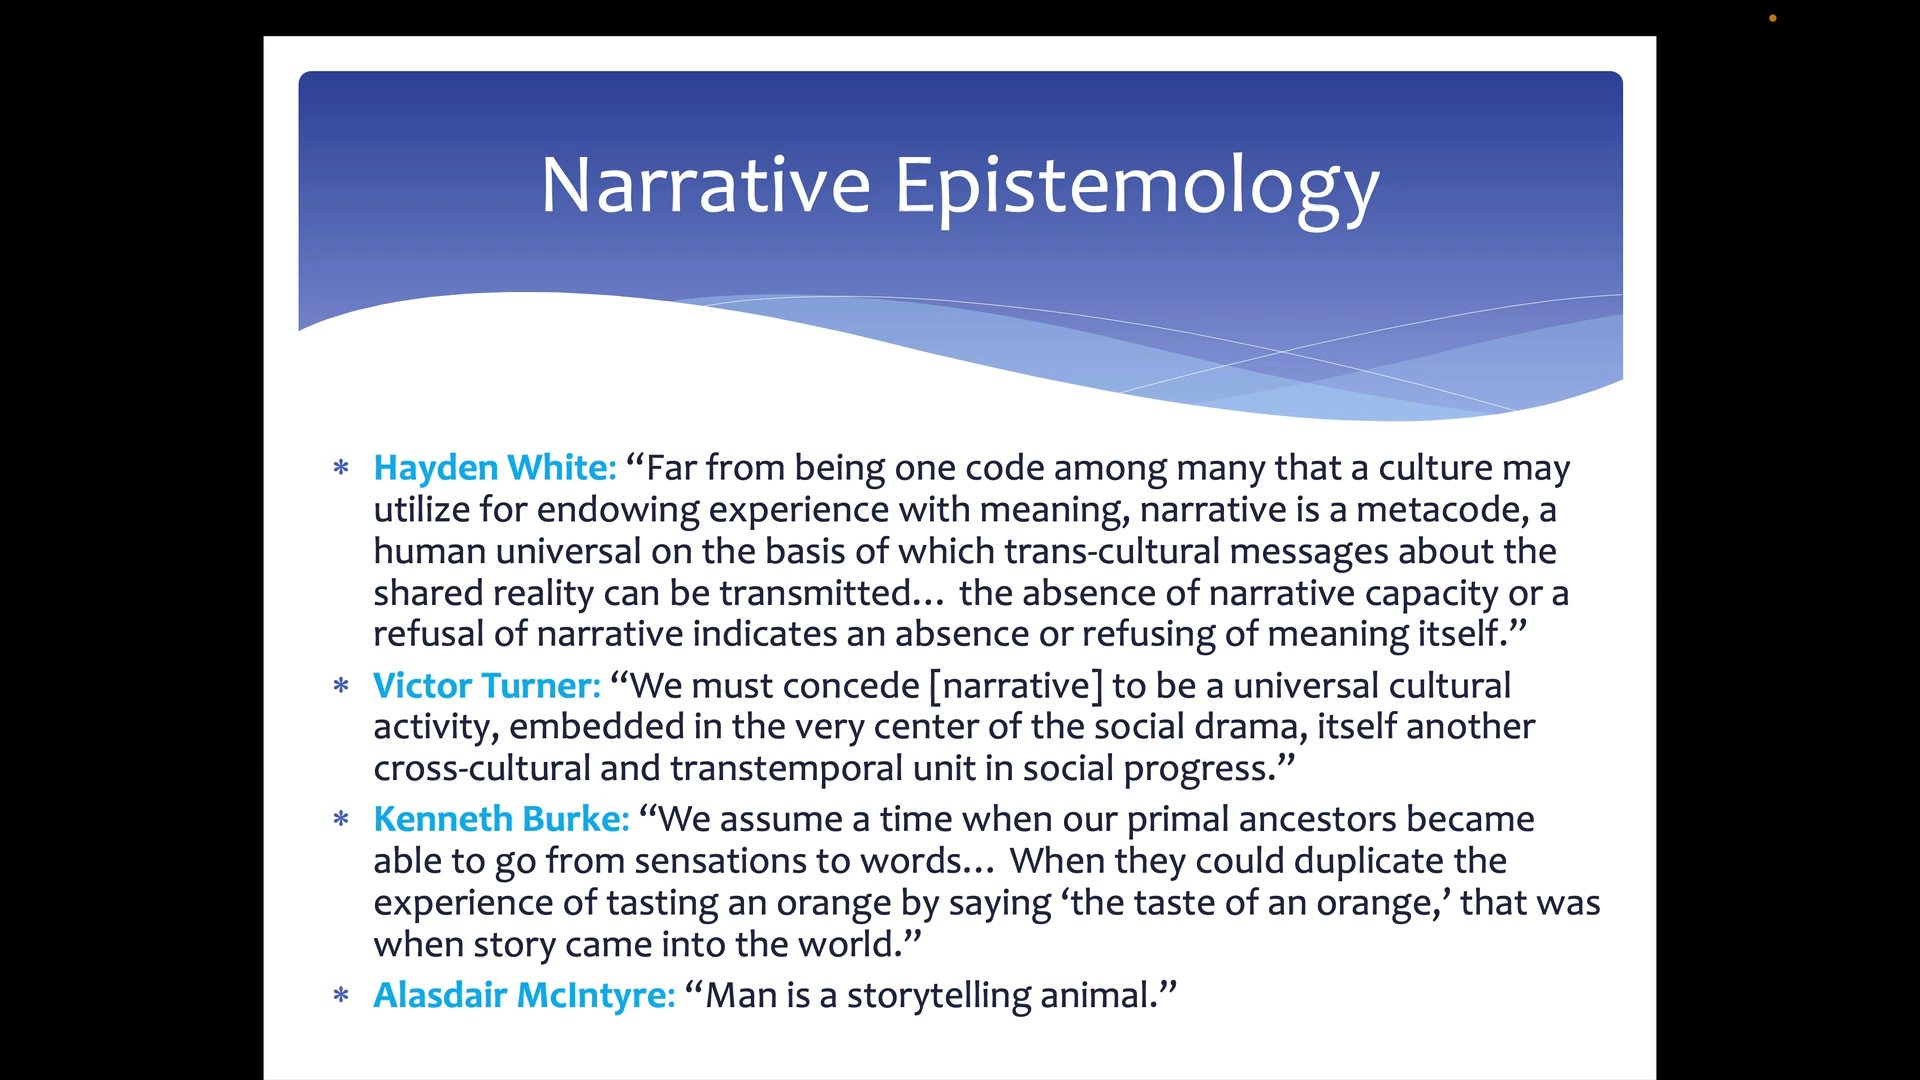 Narrative Epistemology
* Hayden White: “Far from being one code among many that a culture may
utilize for endowing experience with meaning, narrative is a metacode, a
human universal on the basis of which trans-cultural messages about the
shared reality can be transmitted… the absence of narrative capacity or a
refusal of narrative indicates an absence or refusing of meaning itself.”
* Victor Turner: “We must concede [narrative] to be a universal cultural
activity, embedded in the very center of the social drama, itself another
cross-cultural and transtemporal unit in social progress.”
* Kenneth Burke: “We assume a time when our primal ancestors became
able to go from sensations to words… When they could duplicate the
experience of tasting an orange by saying ‘the taste of an orange,’ that was
when story came into the world.”
* Alasdair McIntyre: “Man is a storytelling animal.”